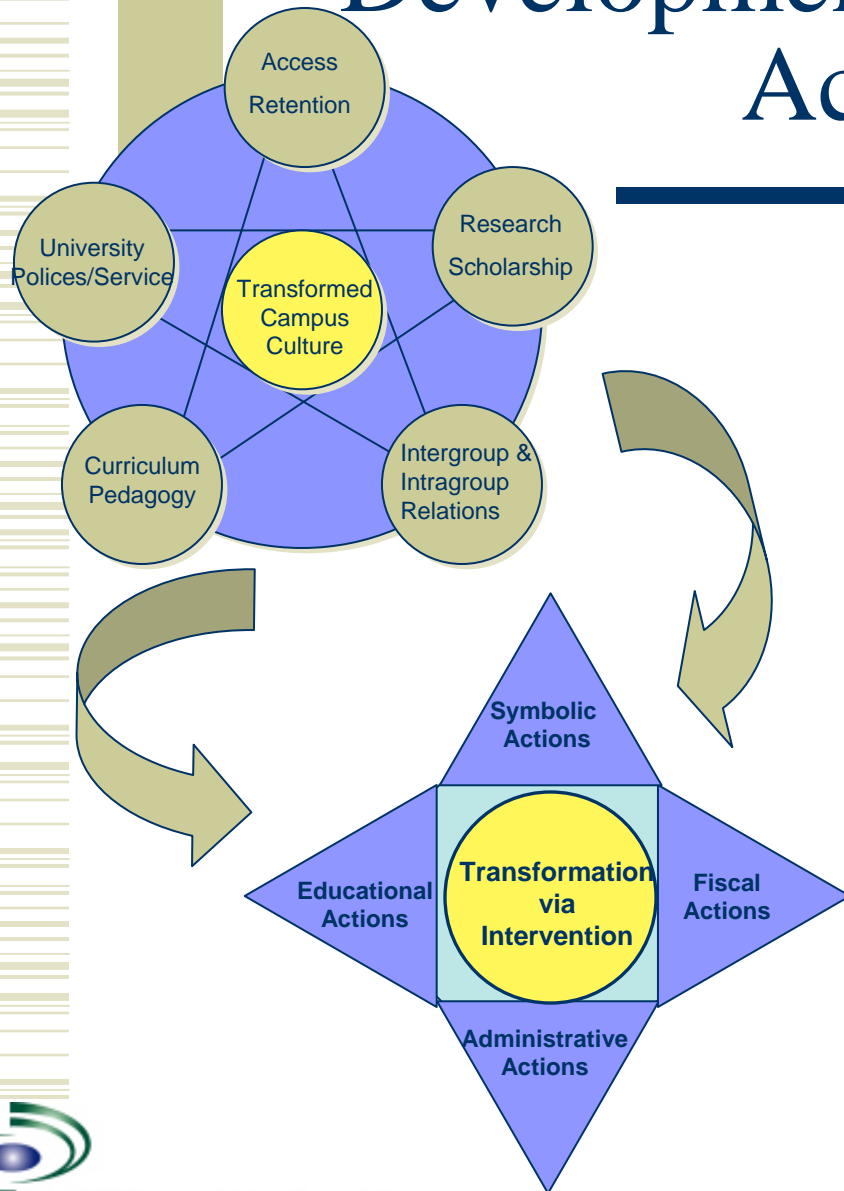 Ac
Access
Retention
Research
Scholarship
University
Polices/Service
Transformed
Campus
Culture
Curriculum
Pedagogy
Intergroup &
Intragroup
Relations
Symbolic
Actions
Educational
Actions
Transformation
via
Intervention
Fiscal
Actions
Administrative
Actions